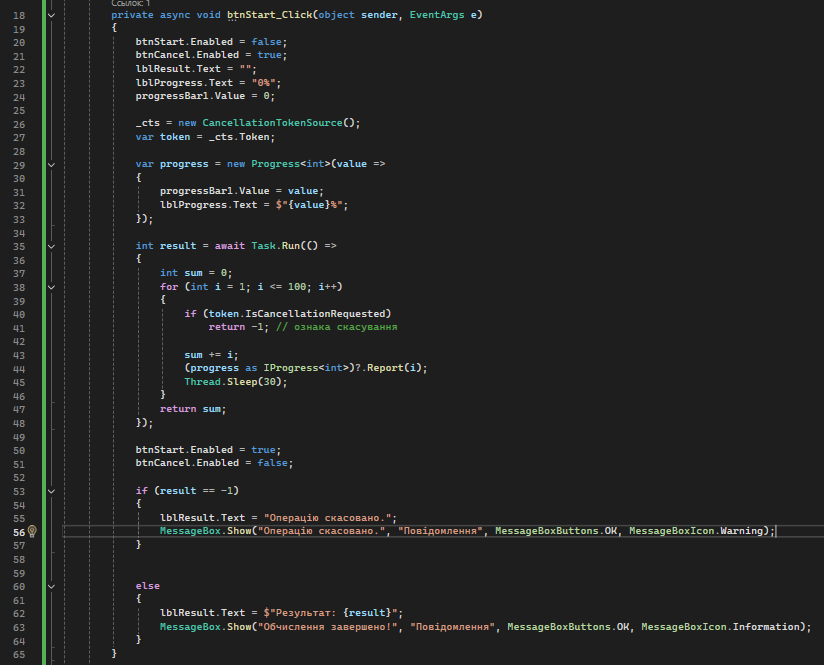 Ссылок: 1
18 private async void btnStart_Click(object sender, EventArgs e)
19 {
20 btnStart.Enabled = false;
21 btnCancel.Enabled = true;
22 lblResult.Text = "";
23 lblProgress.Text = "0%";
24 progressBar1.Value = 0;
25
26 _cts = new CancellationTokenSource();
27 var token = _cts.Token;
28
29 var progress = new Progress<int>(value =>
30 {
31 progressBar1.Value = value;
32 lblProgress.Text = $"{value}%";
33 });
34
35 int result = await Task.Run(() =>
36 {
37 int sum = 0;
38 for (int i = 1; i <= 100; i++)
39 {
40 if (token.IsCancellationRequested)
41 return -1; // ознака скасування
42
43 sum += i;
44 (progress as IProgress<int>)?.Report(i);
45 Thread.Sleep(30);
46 }
47 return sum;
48 });
49
50 btnStart.Enabled = true;
51 btnCancel.Enabled = false;
52
53 if (result == -1)
54 {
55 lblResult.Text = "Операцію скасовано.";
56 MessageBox.Show("Операцію скасовано.", "Повідомлення", MessageBoxButtons.OK, MessageBoxIcon.Warning);
57 }
58
59
60 else
61 {
62 lblResult.Text = $"Результат: {result}";
63 MessageBox.Show("Обчислення завершено!", "Повідомлення", MessageBoxButtons.OK, MessageBoxIcon.Information);
64 }
65 }